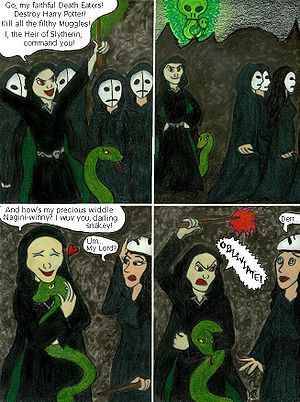 Go, my faithful Death Eaters!
Destroy Harry Potter!
Kill all the filthy Muggles!
I, the Heir of Slytherin,
command you!
And how's my precious widdle
Nagini-winny? I wuv you, darling
snakey!
Um...
My Lord?
OBLIVIATE!
Derr...